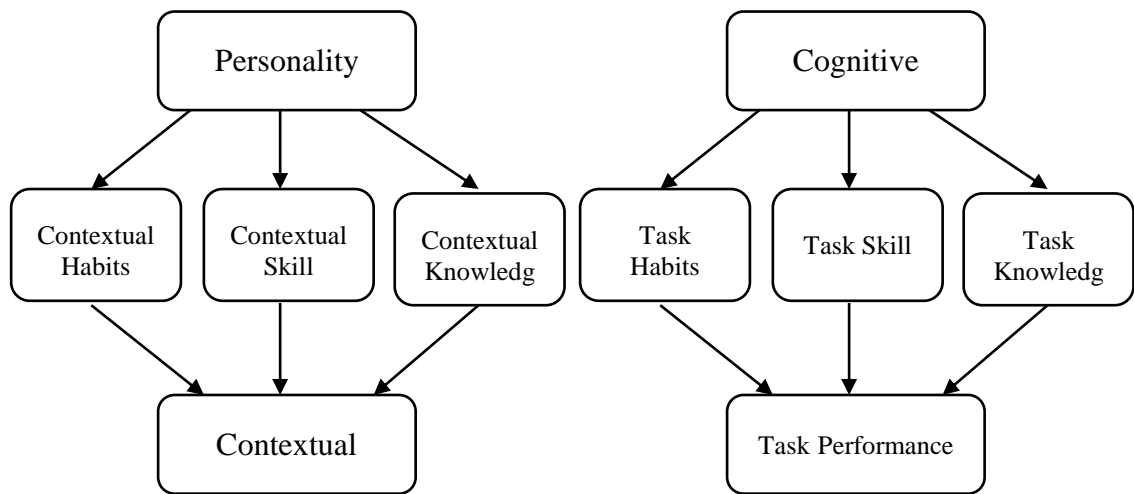 Personality
Cognitive
Contextual
Habits
Contextual
Skill
Contextual
Knowledg
Task
Habits
Task Skill
Task
Knowledg
Contextual
Task Performance